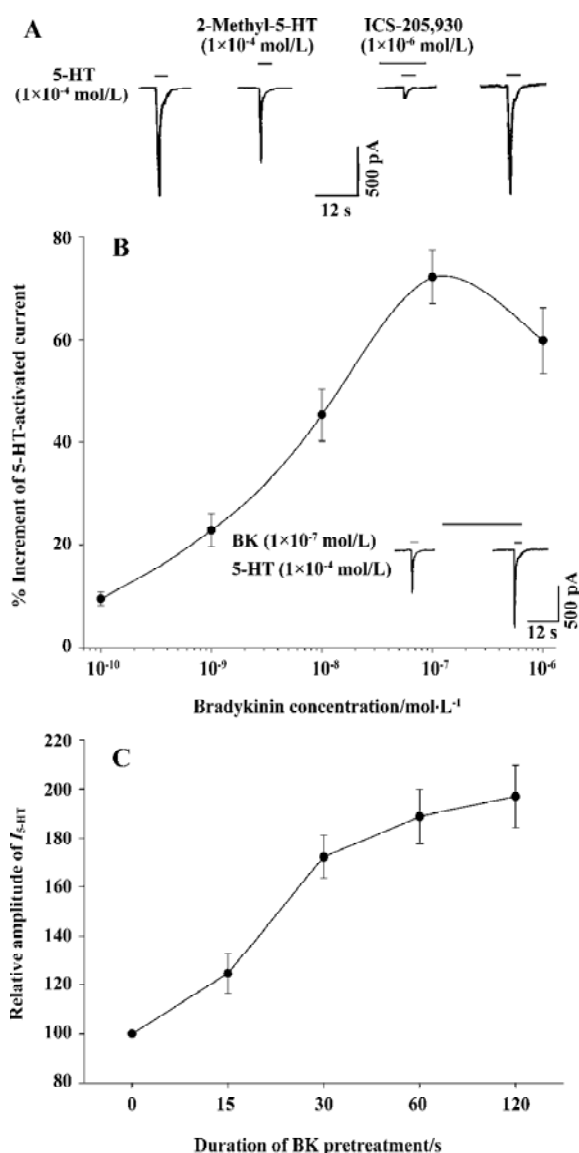 A
2-Methyl-5-HT
(1×10⁻⁴ mol/L)
ICS-205,930
(1×10⁻⁶ mol/L)
5-HT
(1×10⁻⁴ mol/L)
500 pA
12 s
B
% Increment of 5-HT-activated current
80
60
40
20
0
BK (1×10⁻⁷ mol/L)
5-HT (1×10⁻⁴ mol/L)
500 pA
12 s
10⁻¹⁰ 10⁻⁹ 10⁻⁸ 10⁻⁷ 10⁻⁶
Bradykinin concentration/mol·L⁻¹
C
Relative amplitude of I₅₋HT
220
200
180
160
140
120
100
80
0 15 30 60 120
Duration of BK pretreatment/s